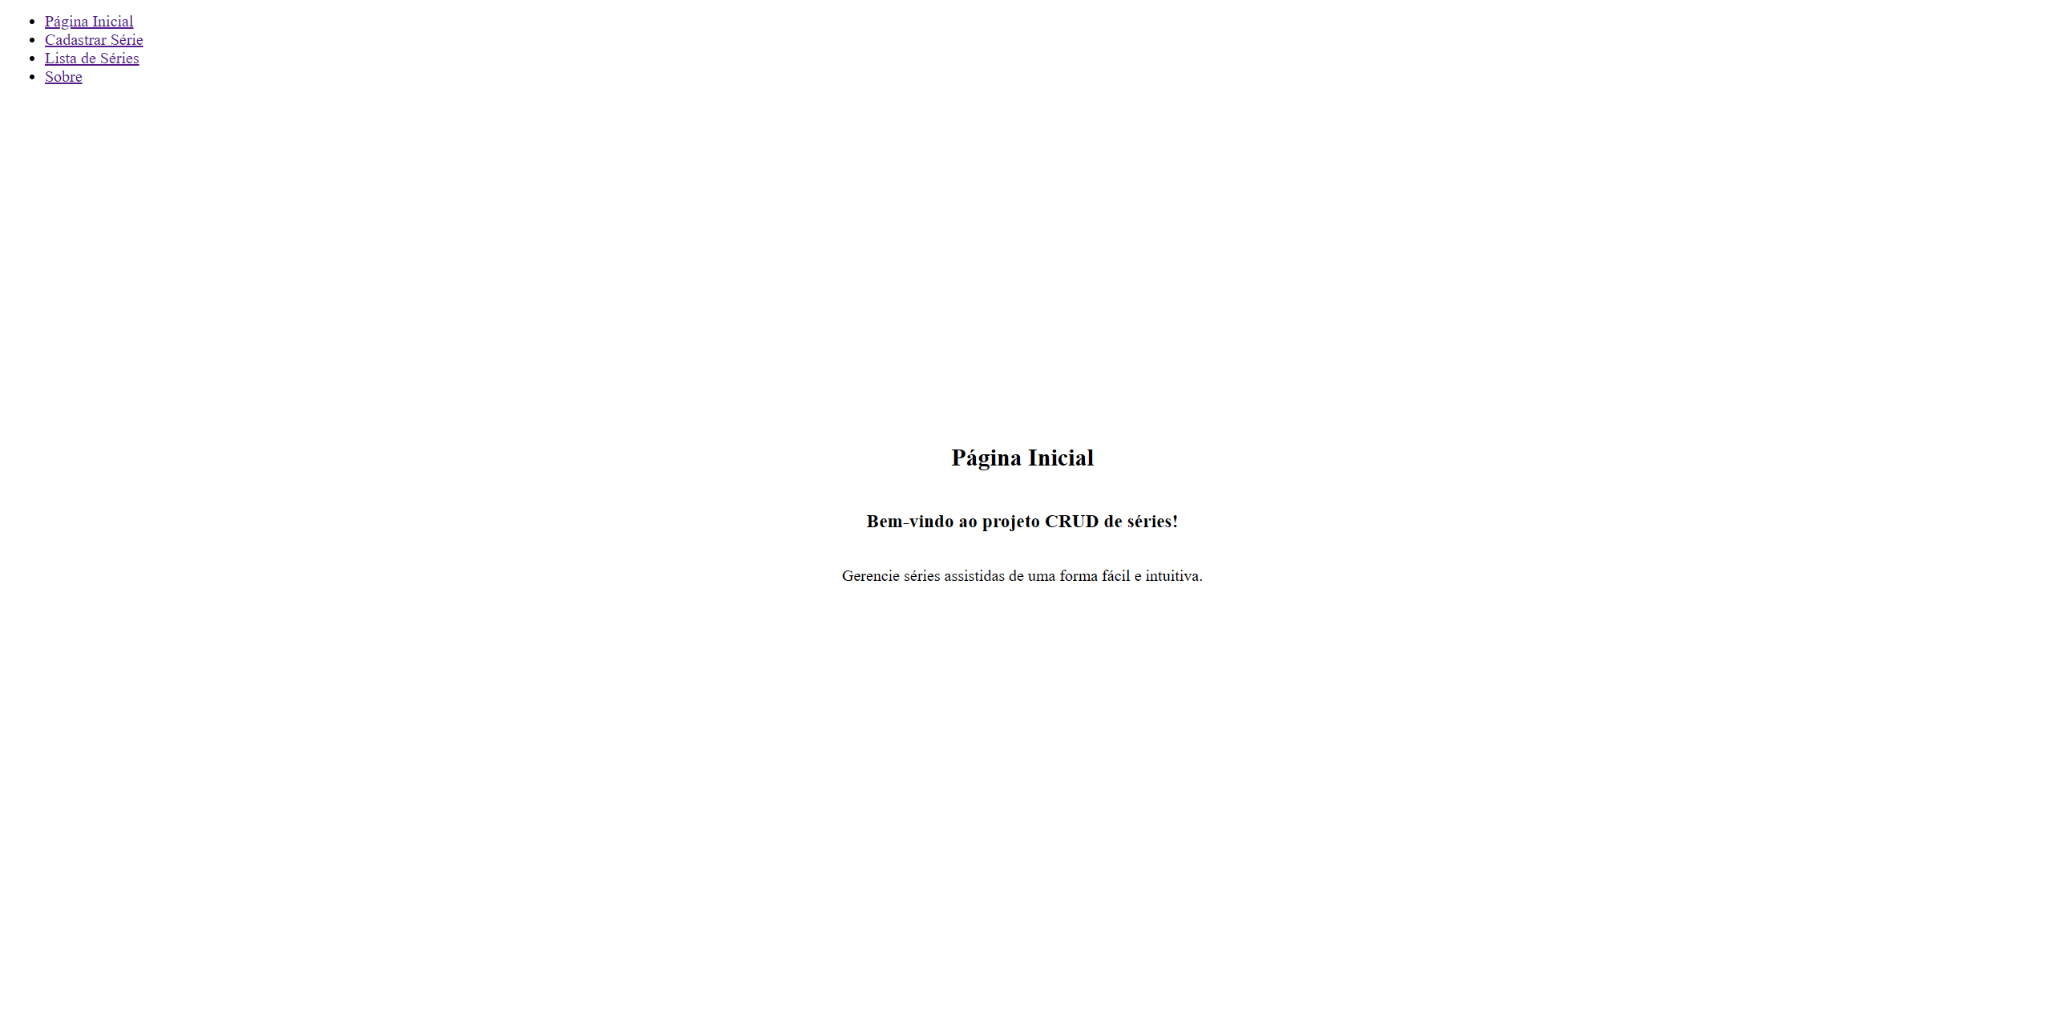 Página Inicial
Cadastrar Série
Lista de Séries
Sobre
Página Inicial
Bem-vindo ao projeto CRUD de séries!
Gerencie séries assistidas de uma forma fácil e intuitiva.